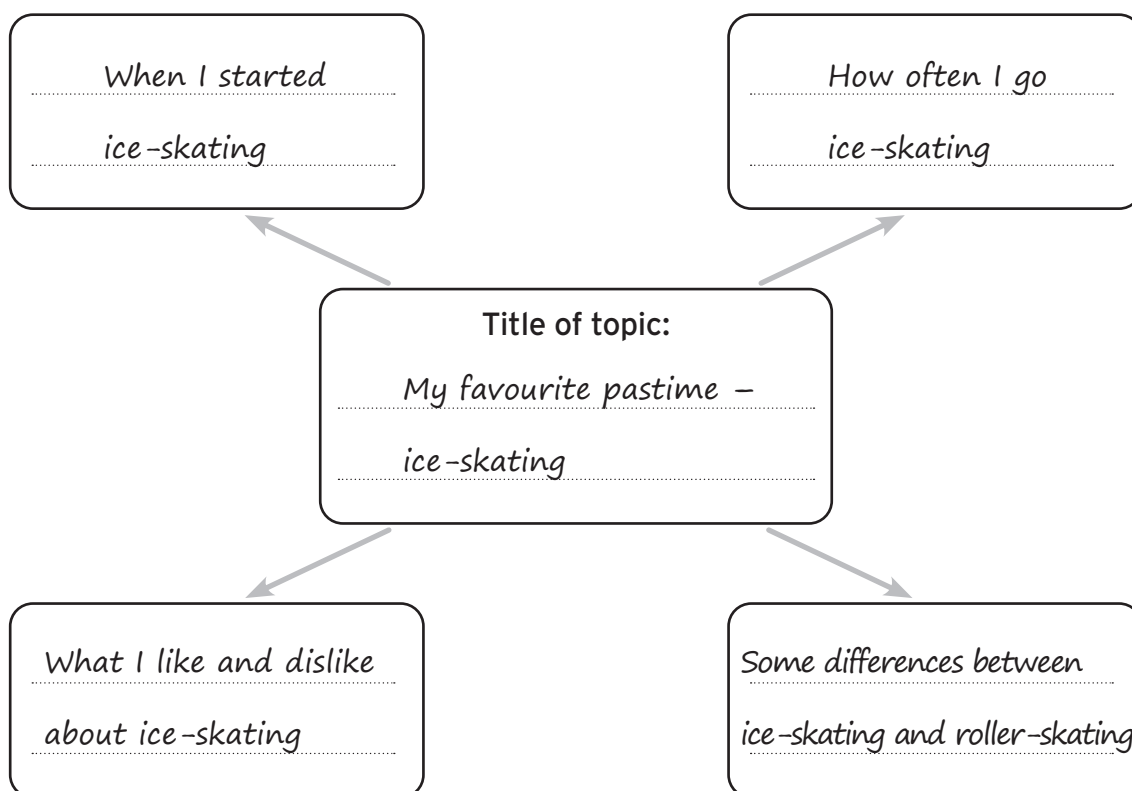 When I started
ice-skating
How often I go
ice-skating
Title of topic:
My favourite pastime –
ice-skating
What I like and dislike
about ice-skating
Some differences between
ice-skating and roller-skating